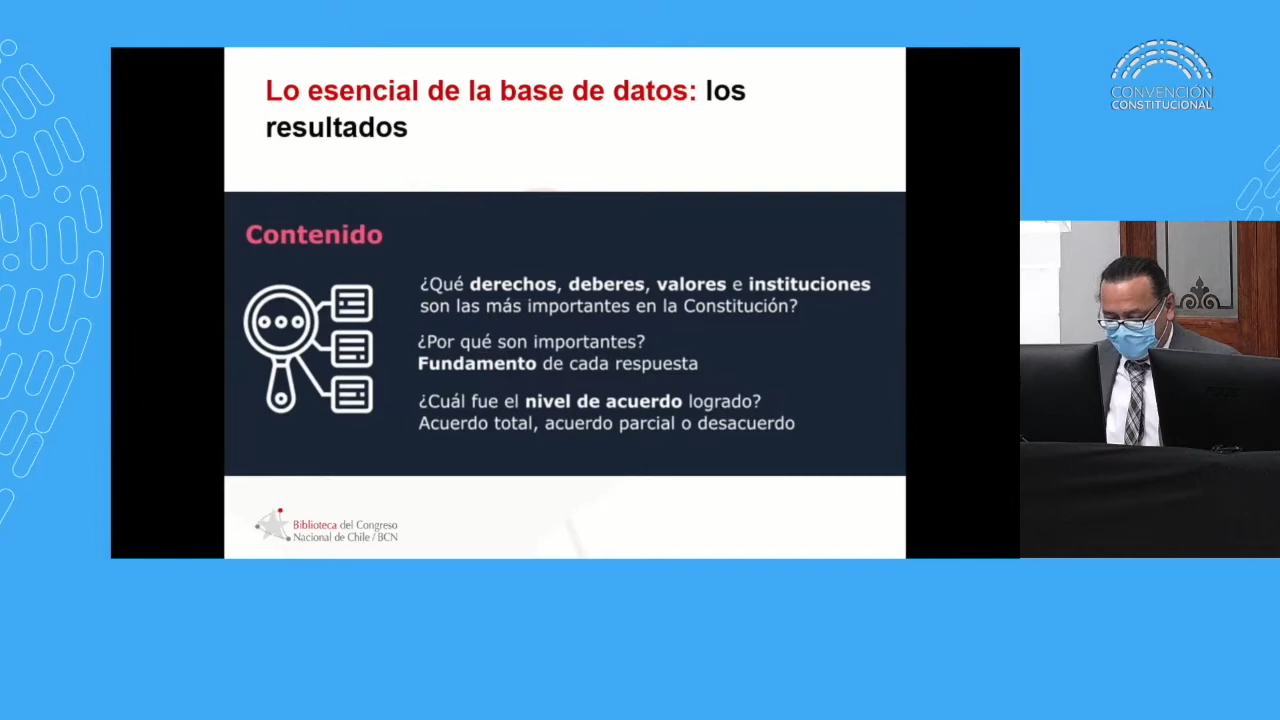 Lo esencial de la base de datos: los
resultados
CONVENCIÓN
CONSTITUCIONAL
Contenido
¿Qué derechos, deberes, valores e instituciones
son las más importantes en la Constitución?
¿Por qué son importantes?
Fundamento de cada respuesta
¿Cuál fue el nivel de acuerdo logrado?
Acuerdo total, acuerdo parcial o desacuerdo
Biblioteca del Congreso
Nacional de Chile / BCN